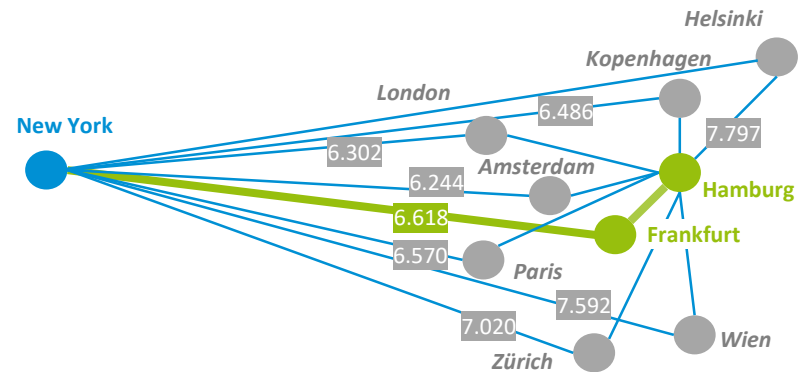 Helsinki
Kopenhagen
London
6.486
New York
7.797
6.302
Amsterdam
6.244
Hamburg
6.618
Frankfurt
6.570
Paris
7.592
7.020
Wien
Zürich